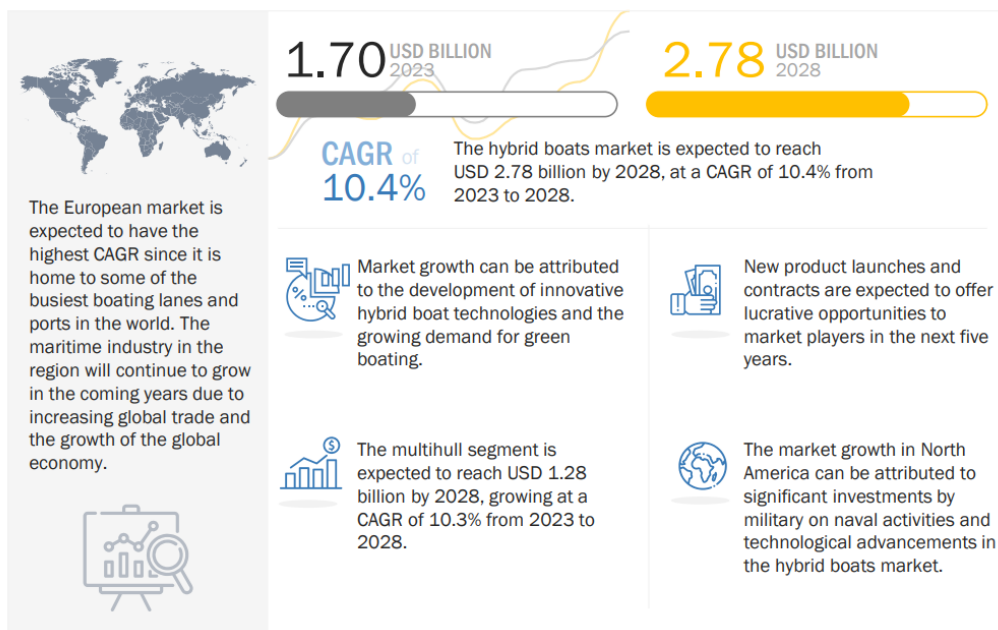 The European market is
expected to have the
highest CAGR since it is
home to some of the
busiest boating lanes and
ports in the world. The
maritime industry in the
region will continue to grow
in the coming years due to
increasing global trade and
the growth of the global
economy.
1.70 USD BILLION
2023
2.78 USD BILLION
2028
CAGR of
10.4%
The hybrid boats market is expected to reach
USD 2.78 billion by 2028, at a CAGR of 10.4% from
2023 to 2028.
Market growth can be attributed
to the development of innovative
hybrid boat technologies and the
growing demand for green
boating.
New product launches and
contracts are expected to offer
lucrative opportunities to
market players in the next five
years.
The multihull segment is
expected to reach USD 1.28
billion by 2028, growing at a
CAGR of 10.3% from 2023 to
2028.
The market growth in North
America can be attributed to
significant investments by
military on naval activities and
technological advancements in
the hybrid boats market.